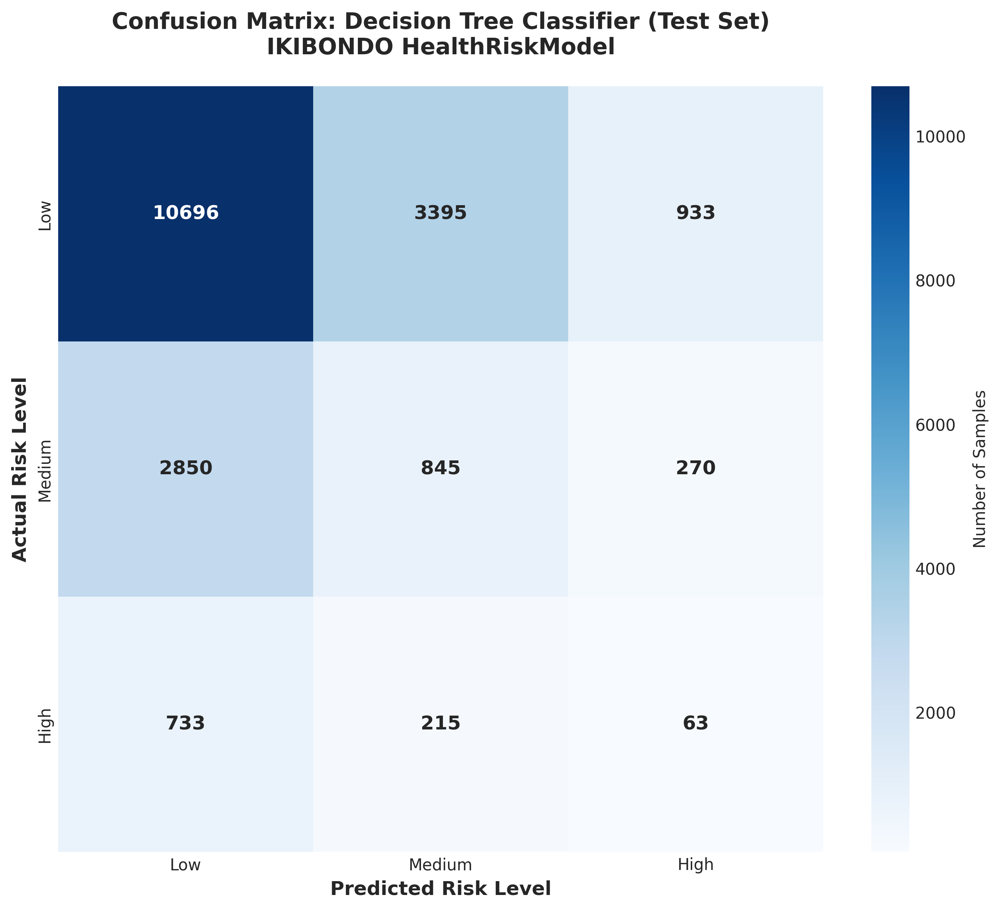 Confusion Matrix: Decision Tree Classifier (Test Set)
IKIBONDO HealthRiskModel
Actual Risk Level
Low
10696
3395
933
Medium
2850
845
270
High
733
215
63
Low
Medium
High
Predicted Risk Level
10000
8000
6000
4000
2000
Number of Samples